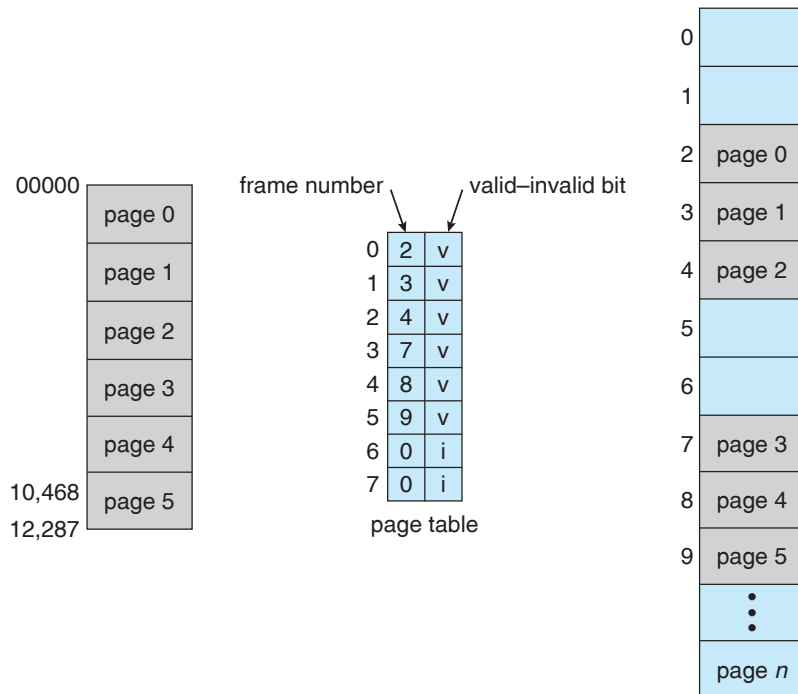 00000
page 0
page 1
page 2
page 3
page 4
10,468
page 5
12,287
frame number
valid–invalid bit
0 2 v
1 3 v
2 4 v
3 7 v
4 8 v
5 9 v
6 0 i
7 0 i
page table
0
1
2 page 0
3 page 1
4 page 2
5
6
7 page 3
8 page 4
9 page 5
page n